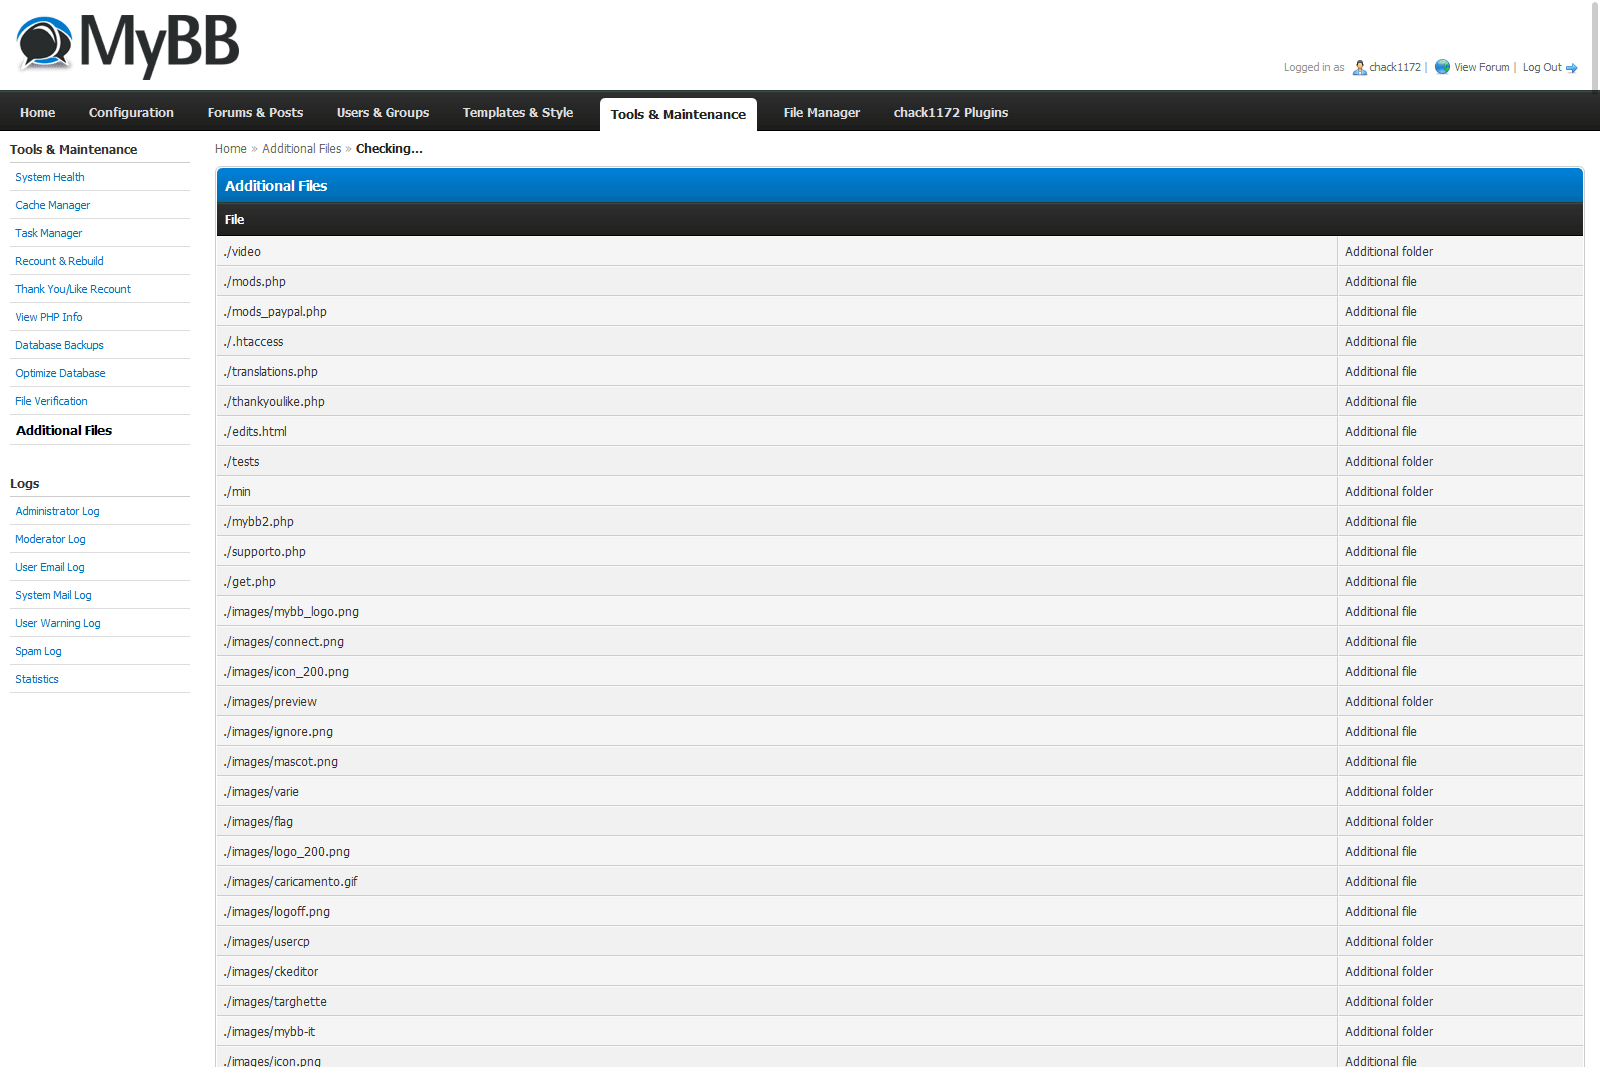 MyBB
Logged in as chack1172 | View Forum | Log Out
Home Configuration Forums & Posts Users & Groups Templates & Style Tools & Maintenance File Manager chack1172 Plugins
Tools & Maintenance
System Health
Cache Manager
Task Manager
Recount & Rebuild
Thank You/Like Recount
View PHP Info
Database Backups
Optimize Database
File Verification
Additional Files
Logs
Administrator Log
Moderator Log
User Email Log
System Mail Log
User Warning Log
Spam Log
Statistics
Home » Additional Files » Checking...
Additional Files
File
./video Additional folder
./mods.php Additional file
./mods_paypal.php Additional file
./.htaccess Additional file
./translations.php Additional file
./thankyoulike.php Additional file
./edits.html Additional file
./tests Additional folder
./min Additional folder
./mybb2.php Additional file
./supporto.php Additional file
./get.php Additional file
./images/mybb_logo.png Additional file
./images/connect.png Additional file
./images/icon_200.png Additional file
./images/preview Additional folder
./images/ignore.png Additional file
./images/mascot.png Additional file
./images/varie Additional folder
./images/flag Additional folder
./images/logo_200.png Additional file
./images/caricamento.gif Additional file
./images/logoff.png Additional file
./images/usercp Additional folder
./images/ckeditor Additional folder
./images/targhette Additional folder
./images/mybb-it Additional folder
./images/icon.png Additional file